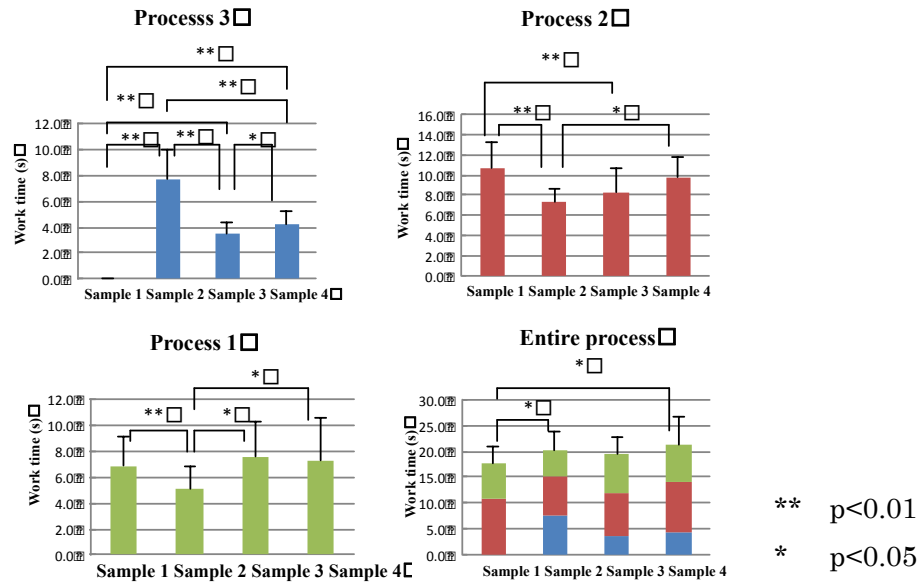 Processs 3□
**□
**□
**□
**□ **□ *□
Work time (s)□
12.0
10.0
8.0
6.0
4.0
2.0
0.0
Sample 1 Sample 2 Sample 3 Sample 4□
Process 2□
**□
**□ *□
Work time (s)□
16.0
14.0
12.0
10.0
8.0
6.0
4.0
2.0
0.0
Sample 1 Sample 2 Sample 3 Sample 4
Process 1□
*□
**□ *□
Work time (s)□
12.0
10.0
8.0
6.0
4.0
2.0
0.0
Sample 1 Sample 2 Sample 3 Sample 4□
Entire process□
*□
*□
Work time (s)□
30.0
25.0
20.0
15.0
10.0
5.0
0.0
Sample 1 Sample 2 Sample 3 Sample 4
** p<0.01
* p<0.05